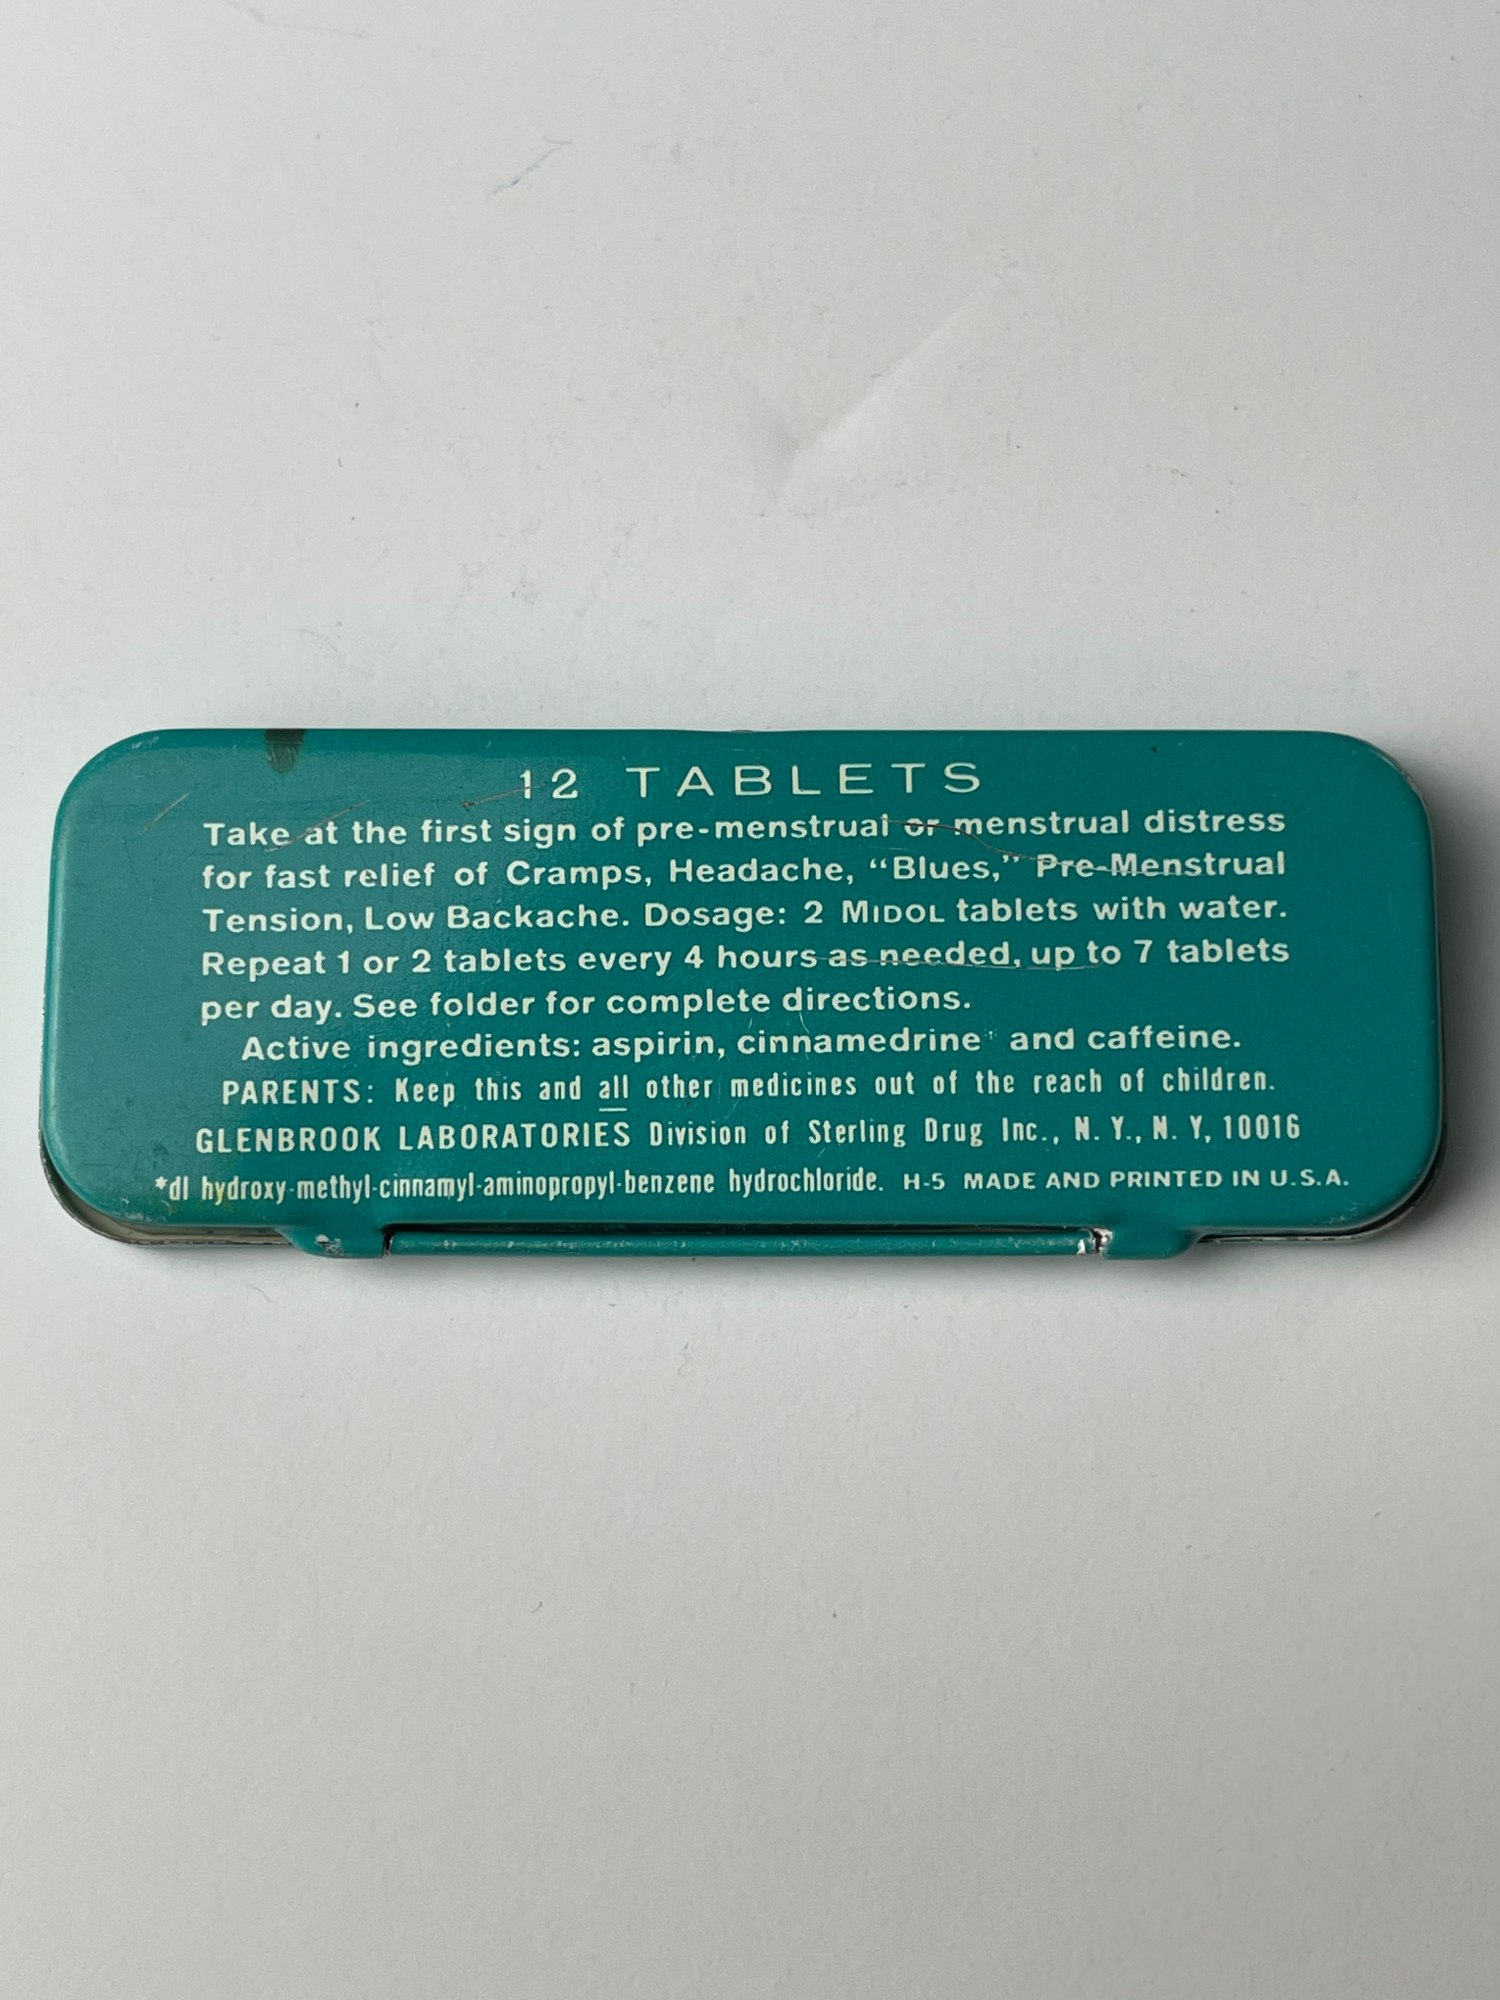 12 TABLETS
Take at the first sign of pre-menstrual or menstrual distress
for fast relief of Cramps, Headache, “Blues,” Pre-Menstrual
Tension, Low Backache. Dosage: 2 MIDOL tablets with water.
Repeat 1 or 2 tablets every 4 hours as needed, up to 7 tablets
per day. See folder for complete directions.
Active ingredients: aspirin, cinnamedrine* and caffeine.
PARENTS: Keep this and all other medicines out of the reach of children.
GLENBROOK LABORATORIES Division of Sterling Drug Inc., N. Y., N. Y, 10016
*dl hydroxy-methyl-cinnamyl-aminopropyl-benzene hydrochloride. H-5 MADE AND PRINTED IN U.S.A.